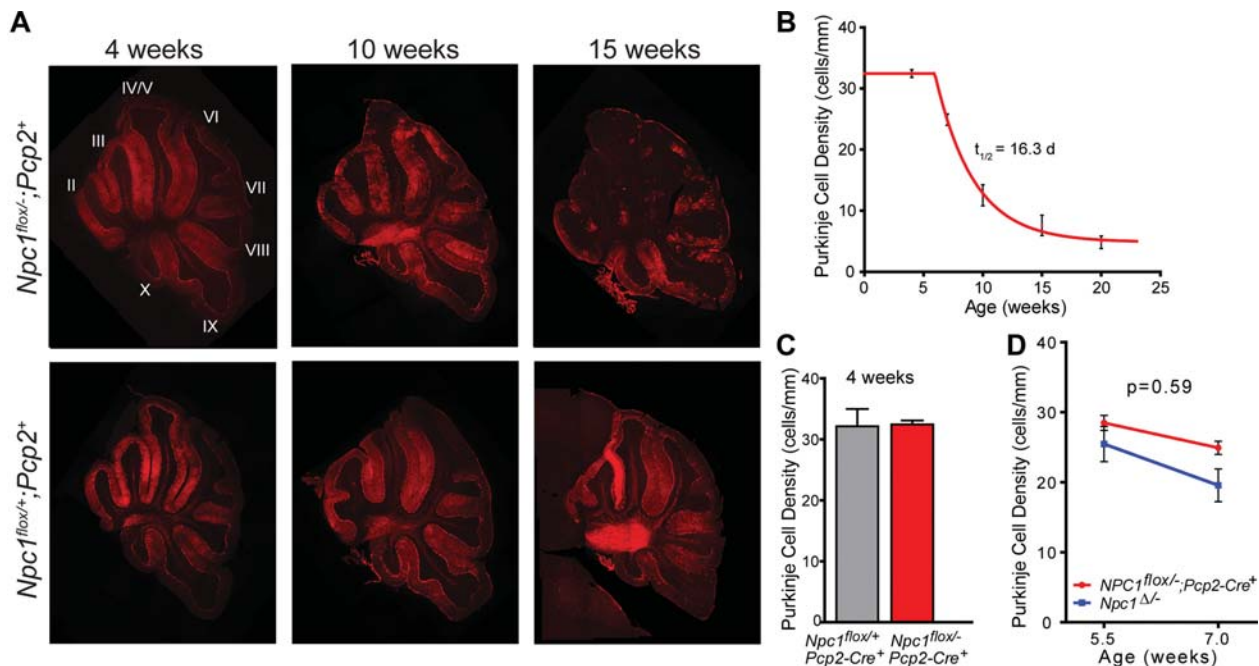 A
4 weeks
10 weeks
15 weeks
Npc1flox/-;Pcp2+
IV/V
VI
III
II
VII
VIII
X
IX
Npc1flox/+;Pcp2+
B
Purkinje Cell Density (cells/mm)
40
30
20
10
0
t1/2 = 16.3 d
0 5 10 15 20 25
Age (weeks)
C
Purkinje Cell Density (cells/mm)
40
30
20
10
0
4 weeks
Npc1flox/+ Npc1flox/-
Pcp2-Cre+ Pcp2-Cre+
D
Purkinje Cell Density (cells/mm)
40
30
20
10
0
p=0.59
NPC1flox/-;Pcp2-Cre+
Npc1Δ/-
5.5 7.0
Age (weeks)